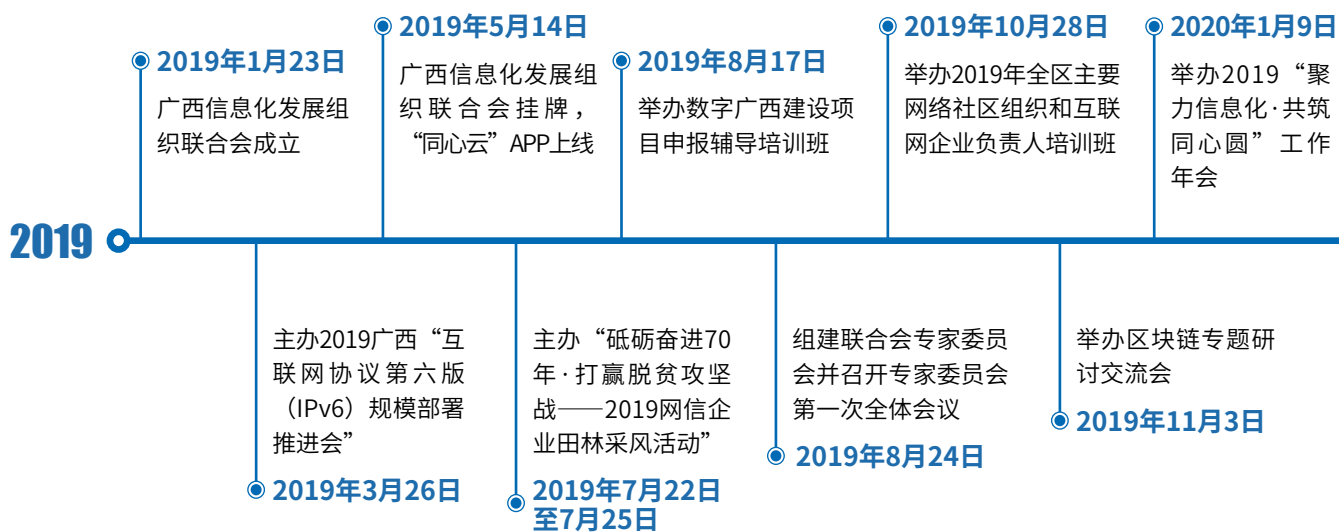 2019年1月23日
广西信息化发展组
织联合会成立
2019年5月14日
广西信息化发展组
织联合会挂牌，
“同心云”APP上线
2019年8月17日
举办数字广西建设项
目申报辅导培训班
2019年10月28日
举办2019年全区主要
网络社区组织和互联
网企业负责人培训班
2020年1月9日
举办2019“聚
力信息化·共筑
同心圆”工作
年会
2019
主办2019广西“互
联网协议第六版
（IPv6）规模部署
推进会”
2019年3月26日
主办“砥砺奋进70
年·打赢脱贫攻坚
战——2019网信企
业田林采风活动”
2019年7月22日
至7月25日
组建联合会专家委员
会并召开专家委员会
第一次全体会议
2019年8月24日
举办区块链专题研
讨交流会
2019年11月3日